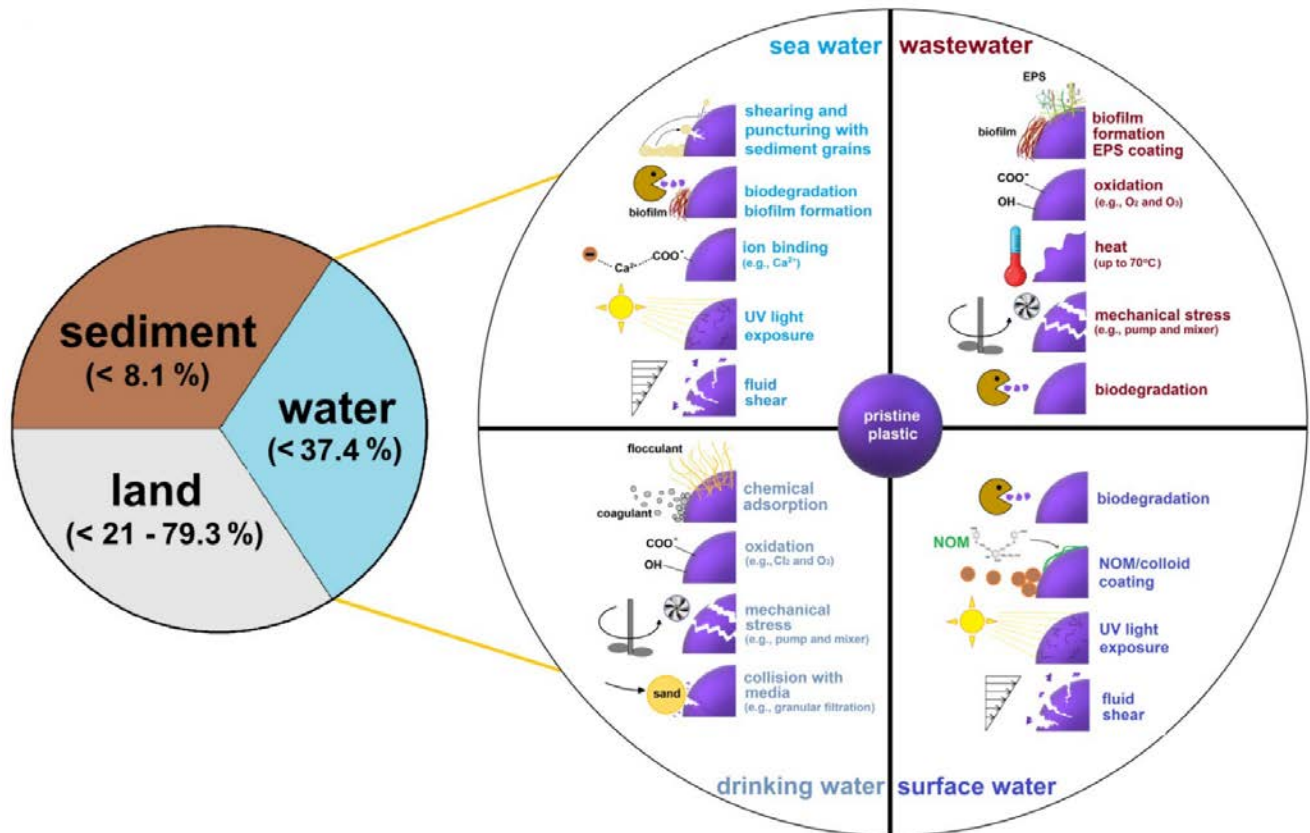 sediment
(< 8.1 %)
water
(< 37.4 %)
land
(< 21 - 79.3 %)
sea water
shearing and
puncturing with
sediment grains
biofilm
biodegradation
biofilm formation
Ca²⁺
COO⁻
ion binding
(e.g., Ca²⁺)
UV light
exposure
fluid
shear
wastewater
EPS
biofilm
biofilm
formation
EPS coating
COO⁻
OH
oxidation
(e.g., O₂ and O₃)
heat
(up to 70°C)
mechanical stress
(e.g., pump and mixer)
biodegradation
pristine
plastic
flocculant
coagulant
chemical
adsorption
COO⁻
OH
oxidation
(e.g., Cl₂ and O₃)
mechanical
stress
(e.g., pump and mixer)
sand
collision with
media
(e.g., granular filtration)
drinking water
biodegradation
NOM
NOM/colloid
coating
UV light
exposure
fluid
shear
surface water